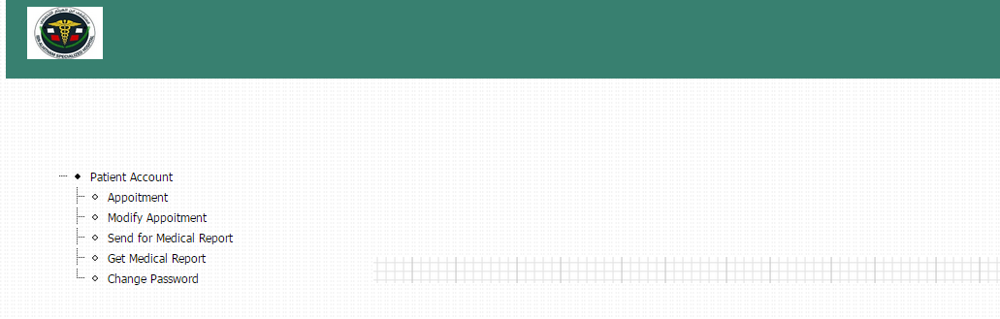 Patient Account
Appoitment
Modify Appoitment
Send for Medical Report
Get Medical Report
Change Password